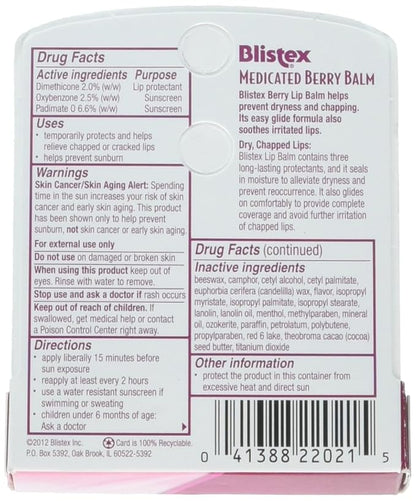 Drug Facts
Active ingredients Purpose
Dimethicone 2.0% (w/w) Lip protectant
Oxybenzone 2.5% (w/w) Sunscreen
Padimate O 6.6% (w/w) Sunscreen
Uses
• temporarily protects and helps
relieve chapped or cracked lips
• helps prevent sunburn
Warnings
Skin Cancer/Skin Aging Alert: Spending
time in the sun increases your risk of skin
cancer and early skin aging. This product
has been shown only to help prevent
sunburn, not skin cancer or early skin aging.
For external use only
Do not use on damaged or broken skin
When using this product keep out of
eyes. Rinse with water to remove.
Stop use and ask a doctor if rash occurs
Keep out of reach of children. If
swallowed, get medical help or contact
a Poison Control Center right away.
Directions
• apply liberally 15 minutes before
sun exposure
• reapply at least every 2 hours
• use a water resistant sunscreen if
swimming or sweating
• children under 6 months of age:
Ask a doctor
Blistex®
MEDICATED BERRY BALM
Blistex Berry Lip Balm helps
prevent dryness and chapping.
Its easy glide formula also
soothes irritated lips.
Dry, Chapped Lips:
Blistex Lip Balm contains three
long-lasting protectants, and it seals
in moisture to alleviate dryness and
prevent reoccurrence. It also glides
on comfortably to provide complete
coverage and avoid further irritation
of chapped lips.
Drug Facts (continued)
Inactive ingredients
beeswax, camphor, cetyl alcohol, cetyl palmitate,
euphorbia cerifera (candelilla) wax, flavor, isopropyl
myristate, isopropyl palmitate, isopropyl stearate,
lanolin, lanolin oil, menthol, methylparaben, mineral
oil, ozokerite, paraffin, petrolatum, polybutene,
propylparaben, red 6 lake, theobroma cacao (cocoa)
seed butter, titanium dioxide
Other information
• protect the product in this container from
excessive heat and direct sun
©2012 Blistex Inc. Card is 100% Recyclable.
P.O. Box 5392, Oak Brook, IL 60522-5392
0 41388 22021 5